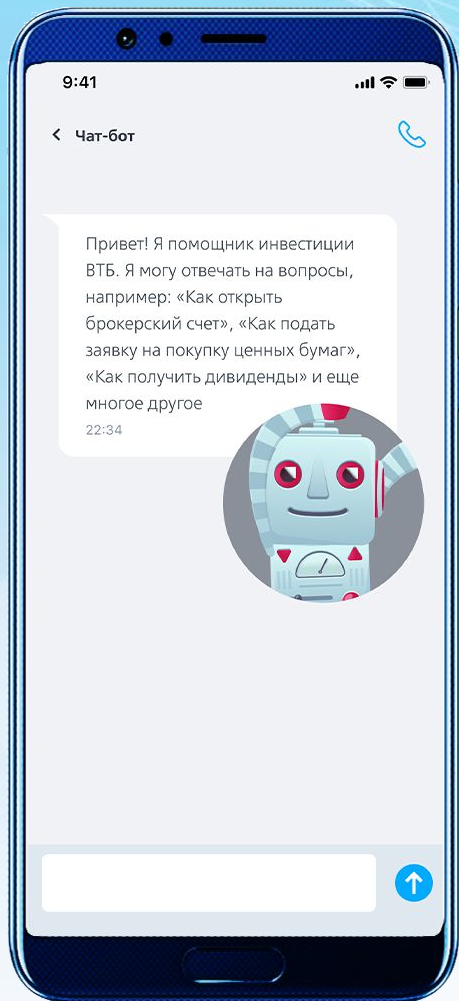 9:41
Чат-бот
Привет! Я помощник инвестиции
ВТБ. Я могу отвечать на вопросы,
например: «Как открыть
брокерский счет», «Как подать
заявку на покупку ценных бумаг»,
«Как получить дивиденды» и еще
многое другое
22:34